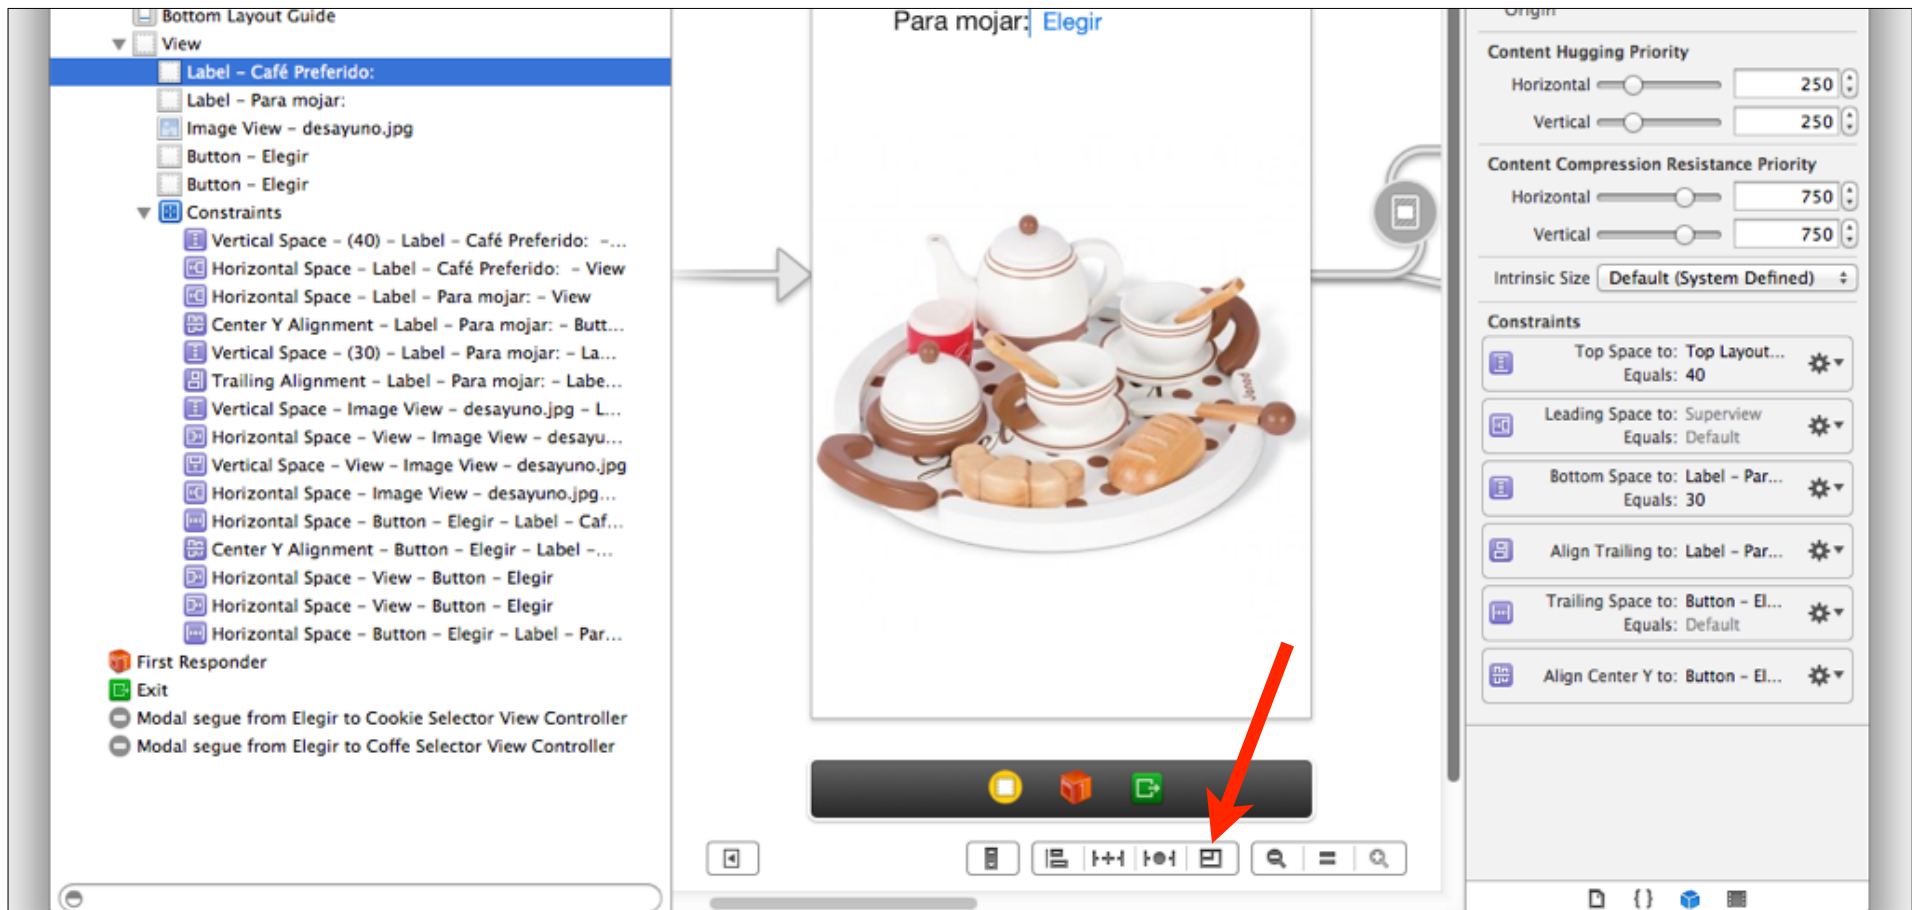 Bottom Layout Guide
View
Label – Café Preferido:
Label – Para mojar:
Image View – desayuno.jpg
Button – Elegir
Button – Elegir
Constraints
Vertical Space – (40) – Label – Café Preferido:  –...
Horizontal Space – Label – Café Preferido:  – View
Horizontal Space – Label – Para mojar: – View
Center Y Alignment – Label – Para mojar: – Butt...
Vertical Space – (30) – Label – Para mojar: – La...
Trailing Alignment – Label – Para mojar: – Labe...
Vertical Space – Image View – desayuno.jpg – L...
Horizontal Space – View – Image View – desayu...
Vertical Space – View – Image View – desayuno.jpg
Horizontal Space – Image View – desayuno.jpg...
Horizontal Space – Button – Elegir – Label – Caf...
Center Y Alignment – Button – Elegir – Label –...
Horizontal Space – View – Button – Elegir
Horizontal Space – View – Button – Elegir
Horizontal Space – Button – Elegir – Label – Par...
First Responder
Exit
Modal segue from Elegir to Cookie Selector View Controller
Modal segue from Elegir to Coffe Selector View Controller
Para mojar: Elegir
Janod
Origin
Content Hugging Priority
Horizontal 250
Vertical 250
Content Compression Resistance Priority
Horizontal 750
Vertical 750
Intrinsic Size Default (System Defined)
Constraints
Top Space to: Top Layout...
Equals: 40
Leading Space to: Superview
Equals: Default
Bottom Space to: Label – Par...
Equals: 30
Align Trailing to: Label – Par...
Trailing Space to: Button – El...
Equals: Default
Align Center Y to: Button – El...